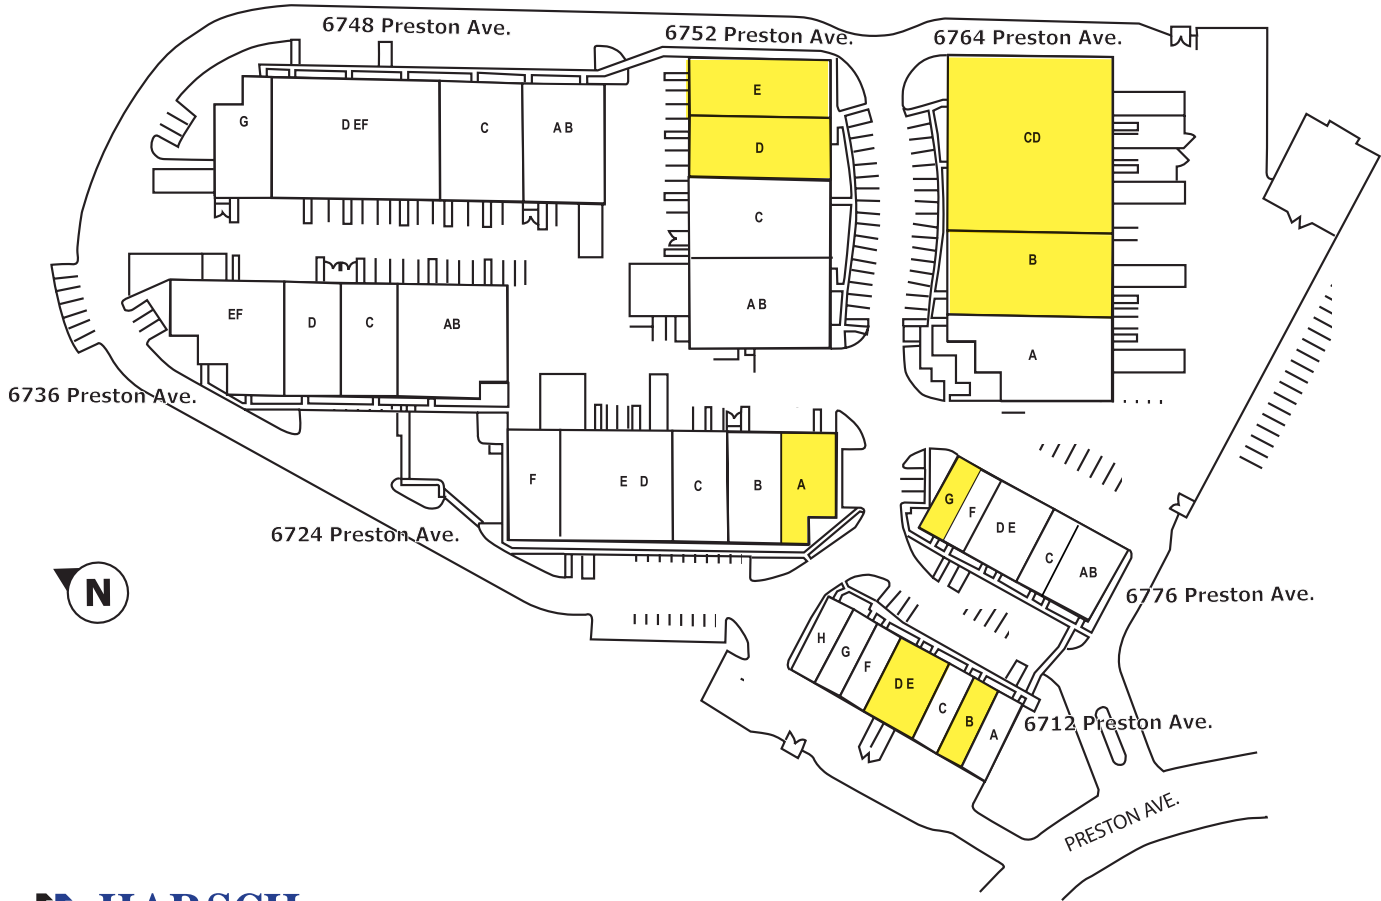 6748 Preston Ave.
6752 Preston Ave.
6764 Preston Ave.
G
D EF
C
A B
E
D
C
A B
CD
B
A
EF
D
C
AB
6736 Preston Ave.
F
E D
C
B
A
6724 Preston Ave.
G
F
D E
C
AB
6776 Preston Ave.
N
H
G
F
D E
C
B
A
6712 Preston Ave.
PRESTON AVE.
HARSCH